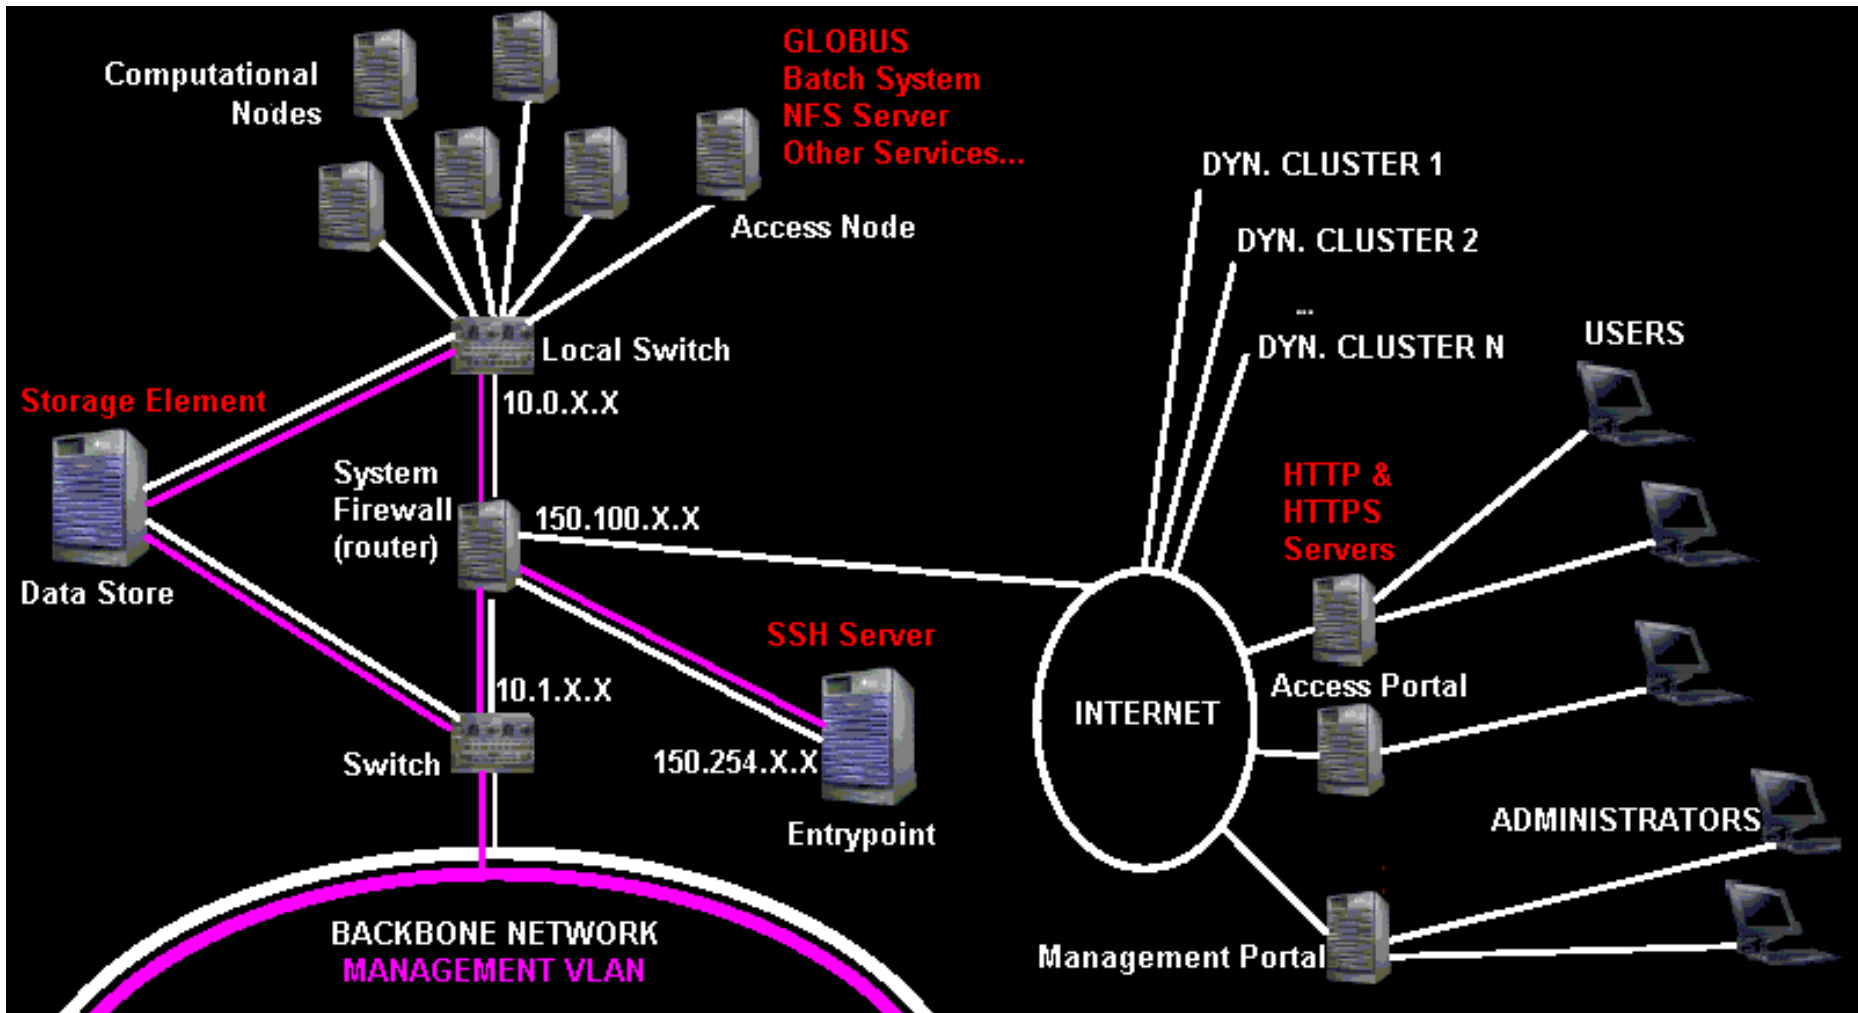 Computational
Nodes
GLOBUS
Batch System
NFS Server
Other Services...
Access Node
DYN. CLUSTER 1
DYN. CLUSTER 2
...
DYN. CLUSTER N
USERS
Local Switch
10.0.X.X
Storage Element
Data Store
System
Firewall
(router)
150.100.X.X
HTTP &
HTTPS
Servers
SSH Server
10.1.X.X
Switch
150.254.X.X
Entrypoint
INTERNET
Access Portal
ADMINISTRATORS
Management Portal
BACKBONE NETWORK
MANAGEMENT VLAN